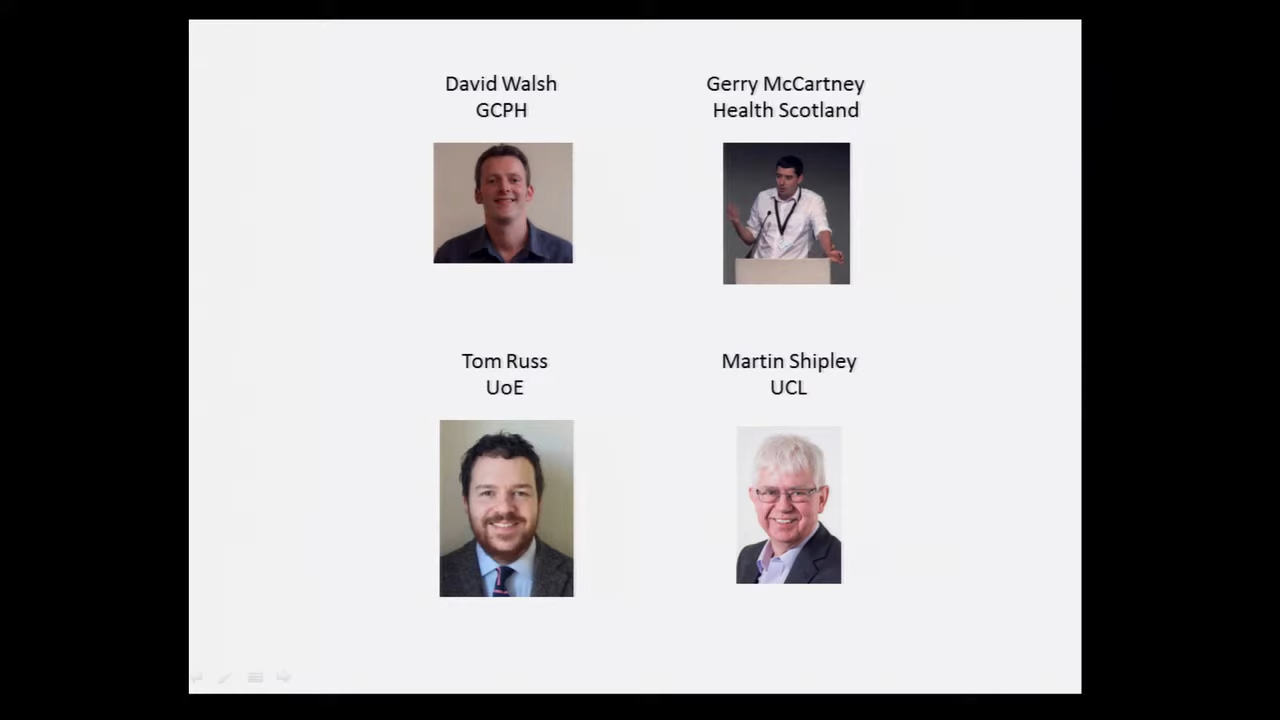 David Walsh
GCPH
Gerry McCartney
Health Scotland
Tom Russ
UoE
Martin Shipley
UCL